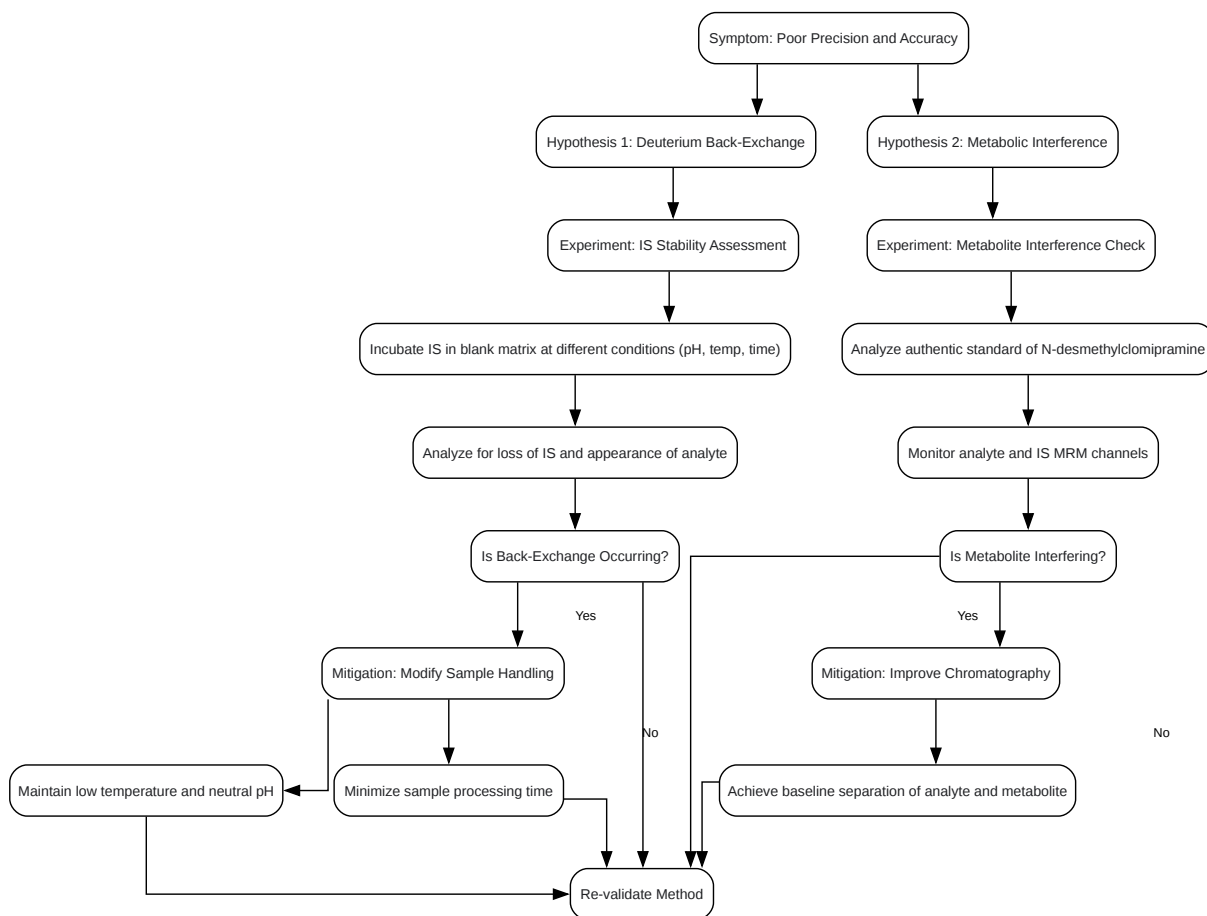 Symptom: Poor Precision and Accuracy
Hypothesis 1: Deuterium Back-Exchange
Hypothesis 2: Metabolic Interference
Experiment: IS Stability Assessment
Experiment: Metabolite Interference Check
Incubate IS in blank matrix at different conditions (pH, temp, time)
Analyze authentic standard of N-desmethylclomipramine
Analyze for loss of IS and appearance of analyte
Monitor analyte and IS MRM channels
Is Back-Exchange Occurring?
Is Metabolite Interfering?
Yes
Yes
Mitigation: Modify Sample Handling
Mitigation: Improve Chromatography
No
No
Maintain low temperature and neutral pH
Minimize sample processing time
Achieve baseline separation of analyte and metabolite
Re-validate Method